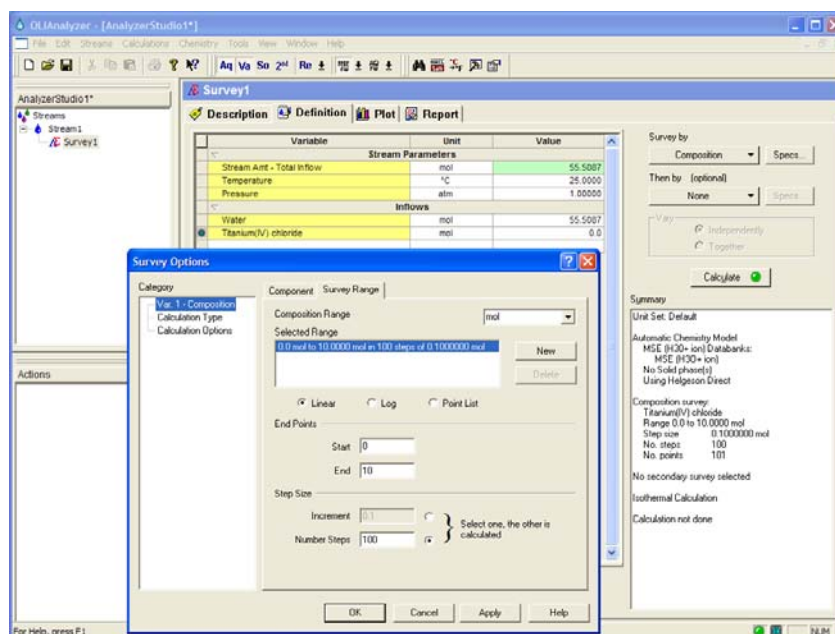 OLIAnalyzer - [AnalyzerStudio1*]
File Edit Streams Calculations Chemistry Tools View Window Help
Aq Va So 2nd Re
AnalyzerStudio1*
Streams
Stream1
Survey1
Actions
Survey1
Description Definition Plot Report
Variable Unit Value
Stream Parameters
Stream Amt - Total Inflow mol 55.5087
Temperature °C 25.0000
Pressure atm 1.00000
Inflows
Water mol 55.5087
Titanium(IV) chloride mol 0.0
Survey by
Composition Specs...
Then by (optional)
None Specs...
Vary
Independently
Together
Calculate
Summary
Unit Set: Default
Automatic Chemistry Model
MSE (H3O+ ion) Databanks:
MSE (H3O+ ion)
No Solid phase(s)
Using Helgeson Direct
Composition survey:
Titanium(IV) chloride
Range 0.0 to 10.0000 mol
Step size 0.1000000 mol
No. steps 100
No. points 101
No secondary survey selected
Isothermal Calculation
Calculation not done
Survey Options
Category
Var. 1 - Composition
Calculation Type
Calculation Options
Component Survey Range
Composition Range mol
Selected Range
0.0 mol to 10.0000 mol in 100 steps of 0.1000000 mol
New
Delete
Linear Log Point List
End Points
Start 0
End 10
Step Size
Increment 0.1
Number Steps 100
Select one, the other is
calculated
OK Cancel Apply Help
For Help, press F1
NUM